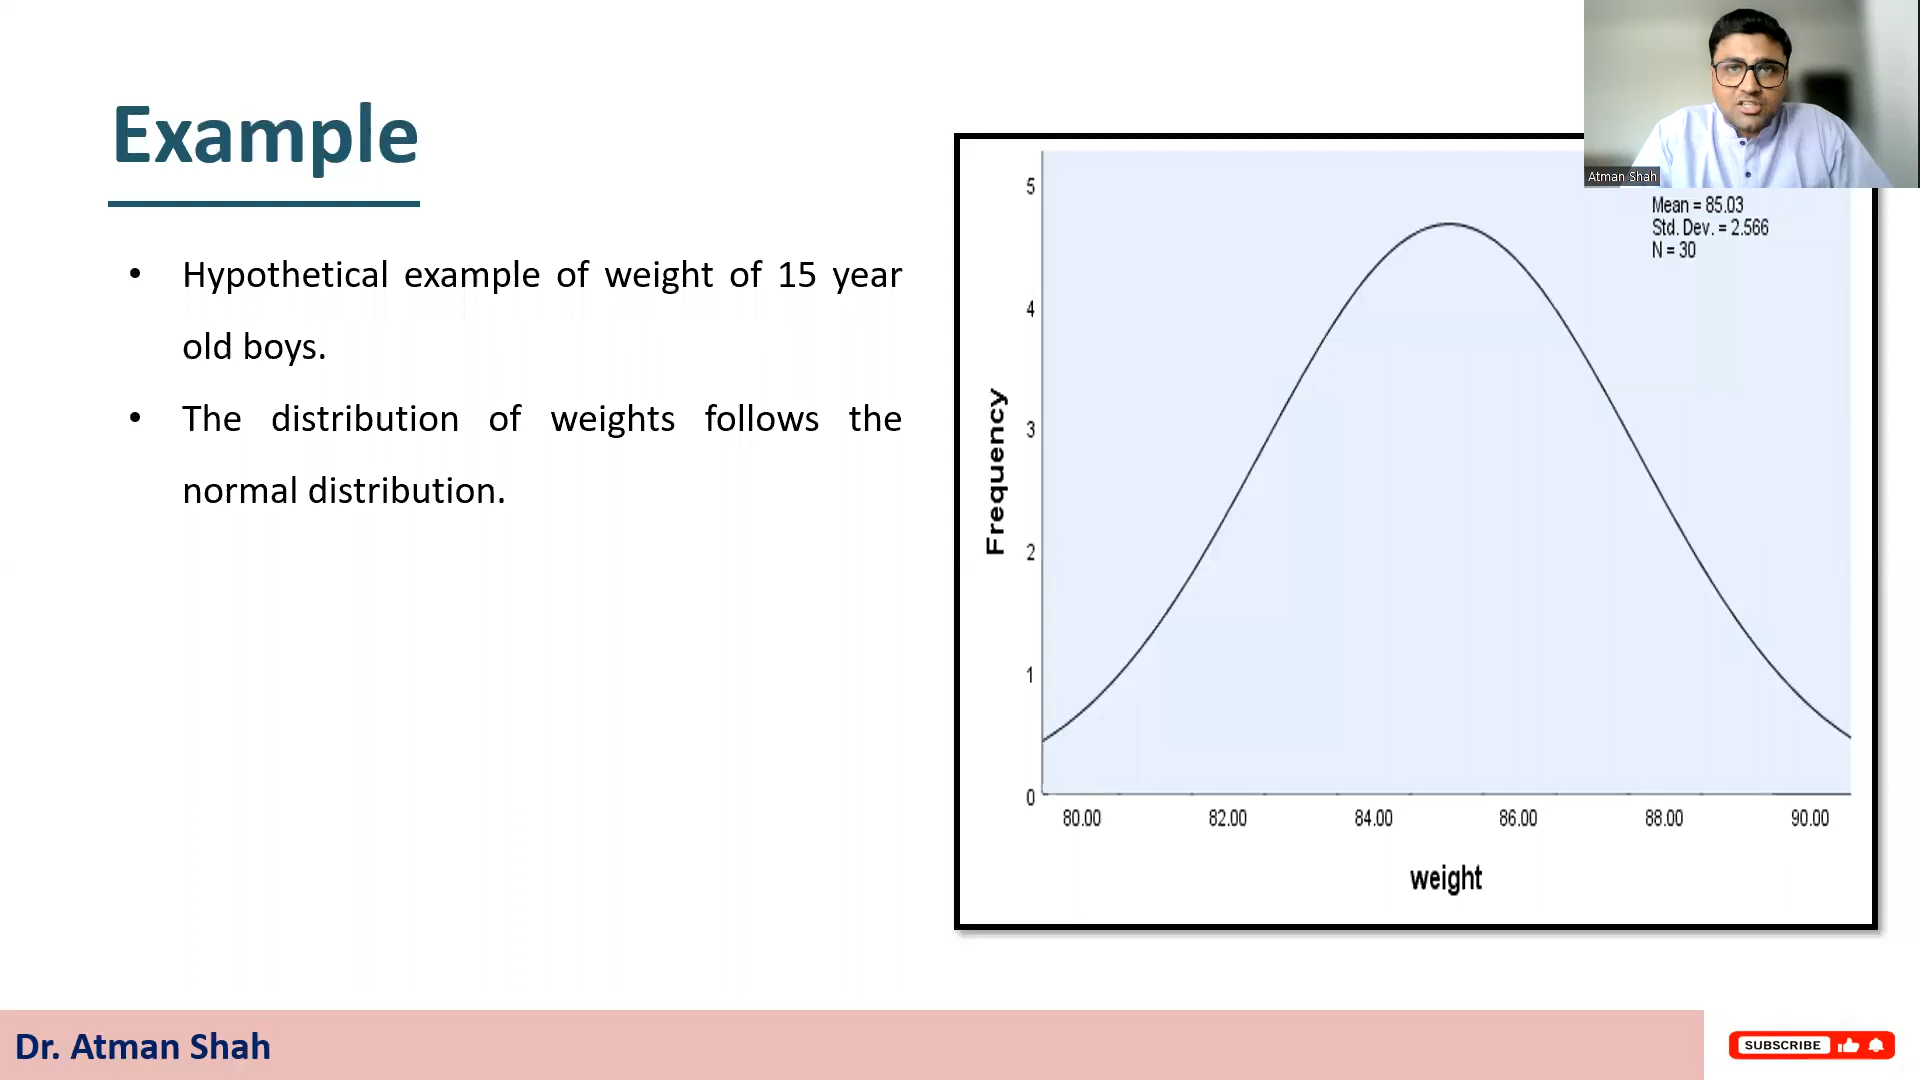 Example
• Hypothetical example of weight of 15 year
old boys.
• The distribution of weights follows the
normal distribution.
Atman Shah
Mean = 85.03
Std. Dev. = 2.566
N = 30
5
4
3
2
1
0
Frequency
80.00 82.00 84.00 86.00 88.00 90.00
weight
Dr. Atman Shah
SUBSCRIBE